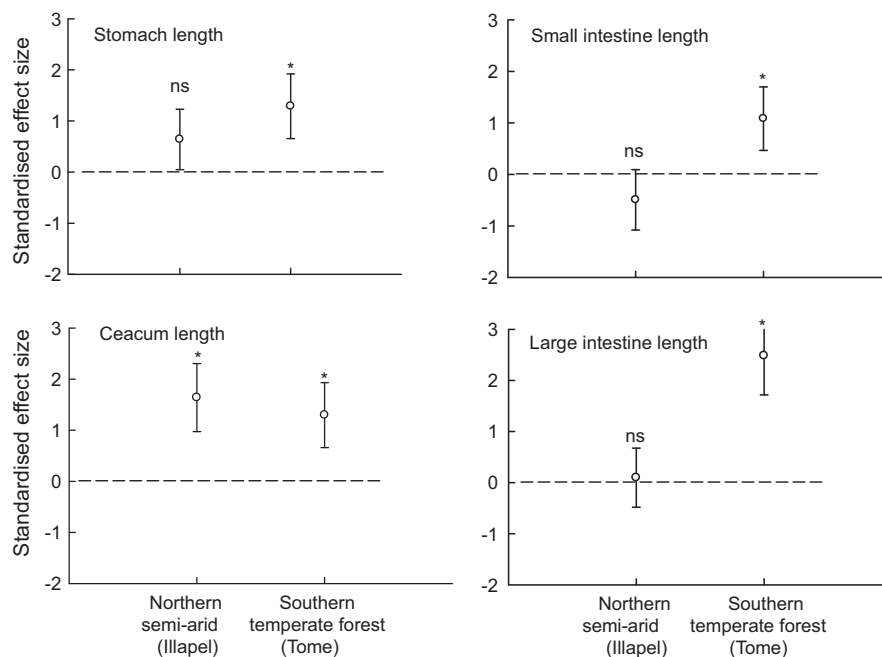 Stomach length
Standardised effect size
3
2
1
0
-1
-2
ns
*
Small intestine length
3
2
1
0
-1
-2
ns
*
Ceacum length
Standardised effect size
3
2
1
0
-1
-2
*
*
Northern
semi-arid
(Illapel)
Southern
temperate forest
(Tome)
Large intestine length
3
2
1
0
-1
-2
ns
*
Northern
semi-arid
(Illapel)
Southern
temperate forest
(Tome)